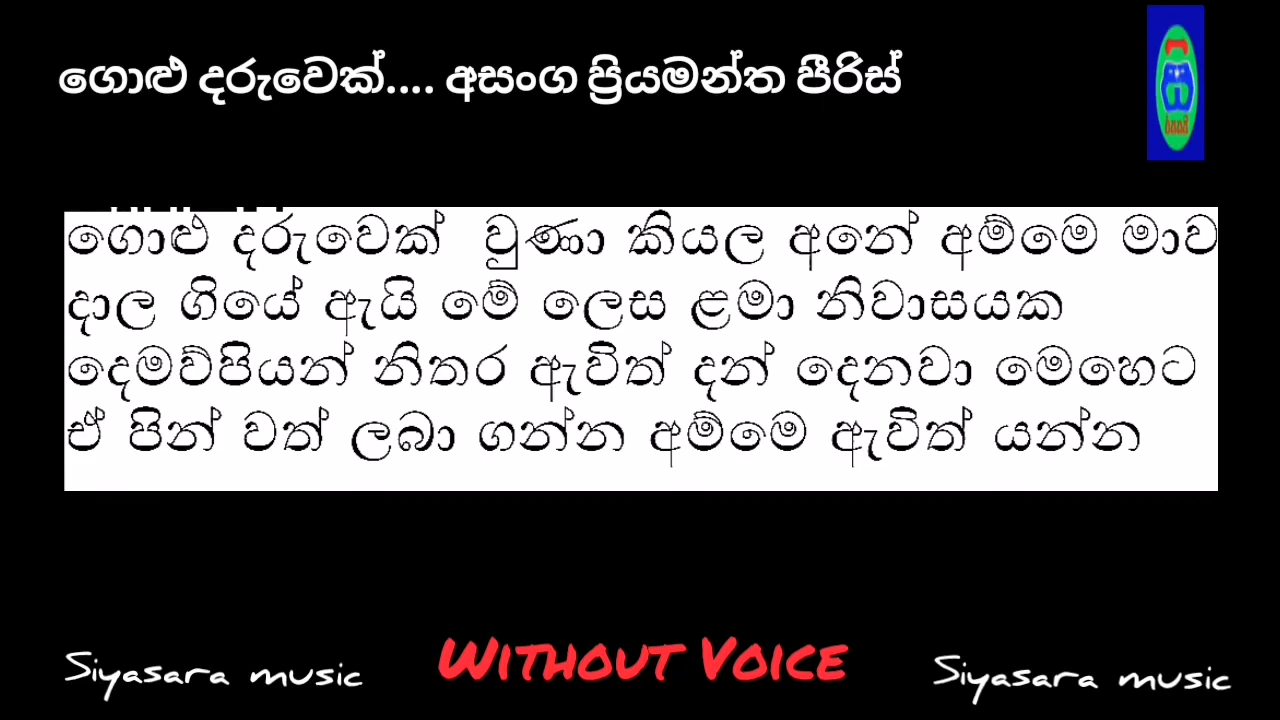 ගොළු දරුවෙක්.... අසංග ප්‍රියමන්ත පීරිස්
ගොළු දරුවෙක් වුණා කියල අනේ අම්මෙ මාව
දාල ගියේ ඇයි මේ ලෙස ළමා නිවාසයක
දෙමව්පියන් නිතර ඇවිත් දන් දෙනවා මෙහෙට
ඒ පින් වත් ලබා ගන්න අම්මෙ ඇවිත් යන්න
Siyasara music WITHOUT VOICE Siyasara music